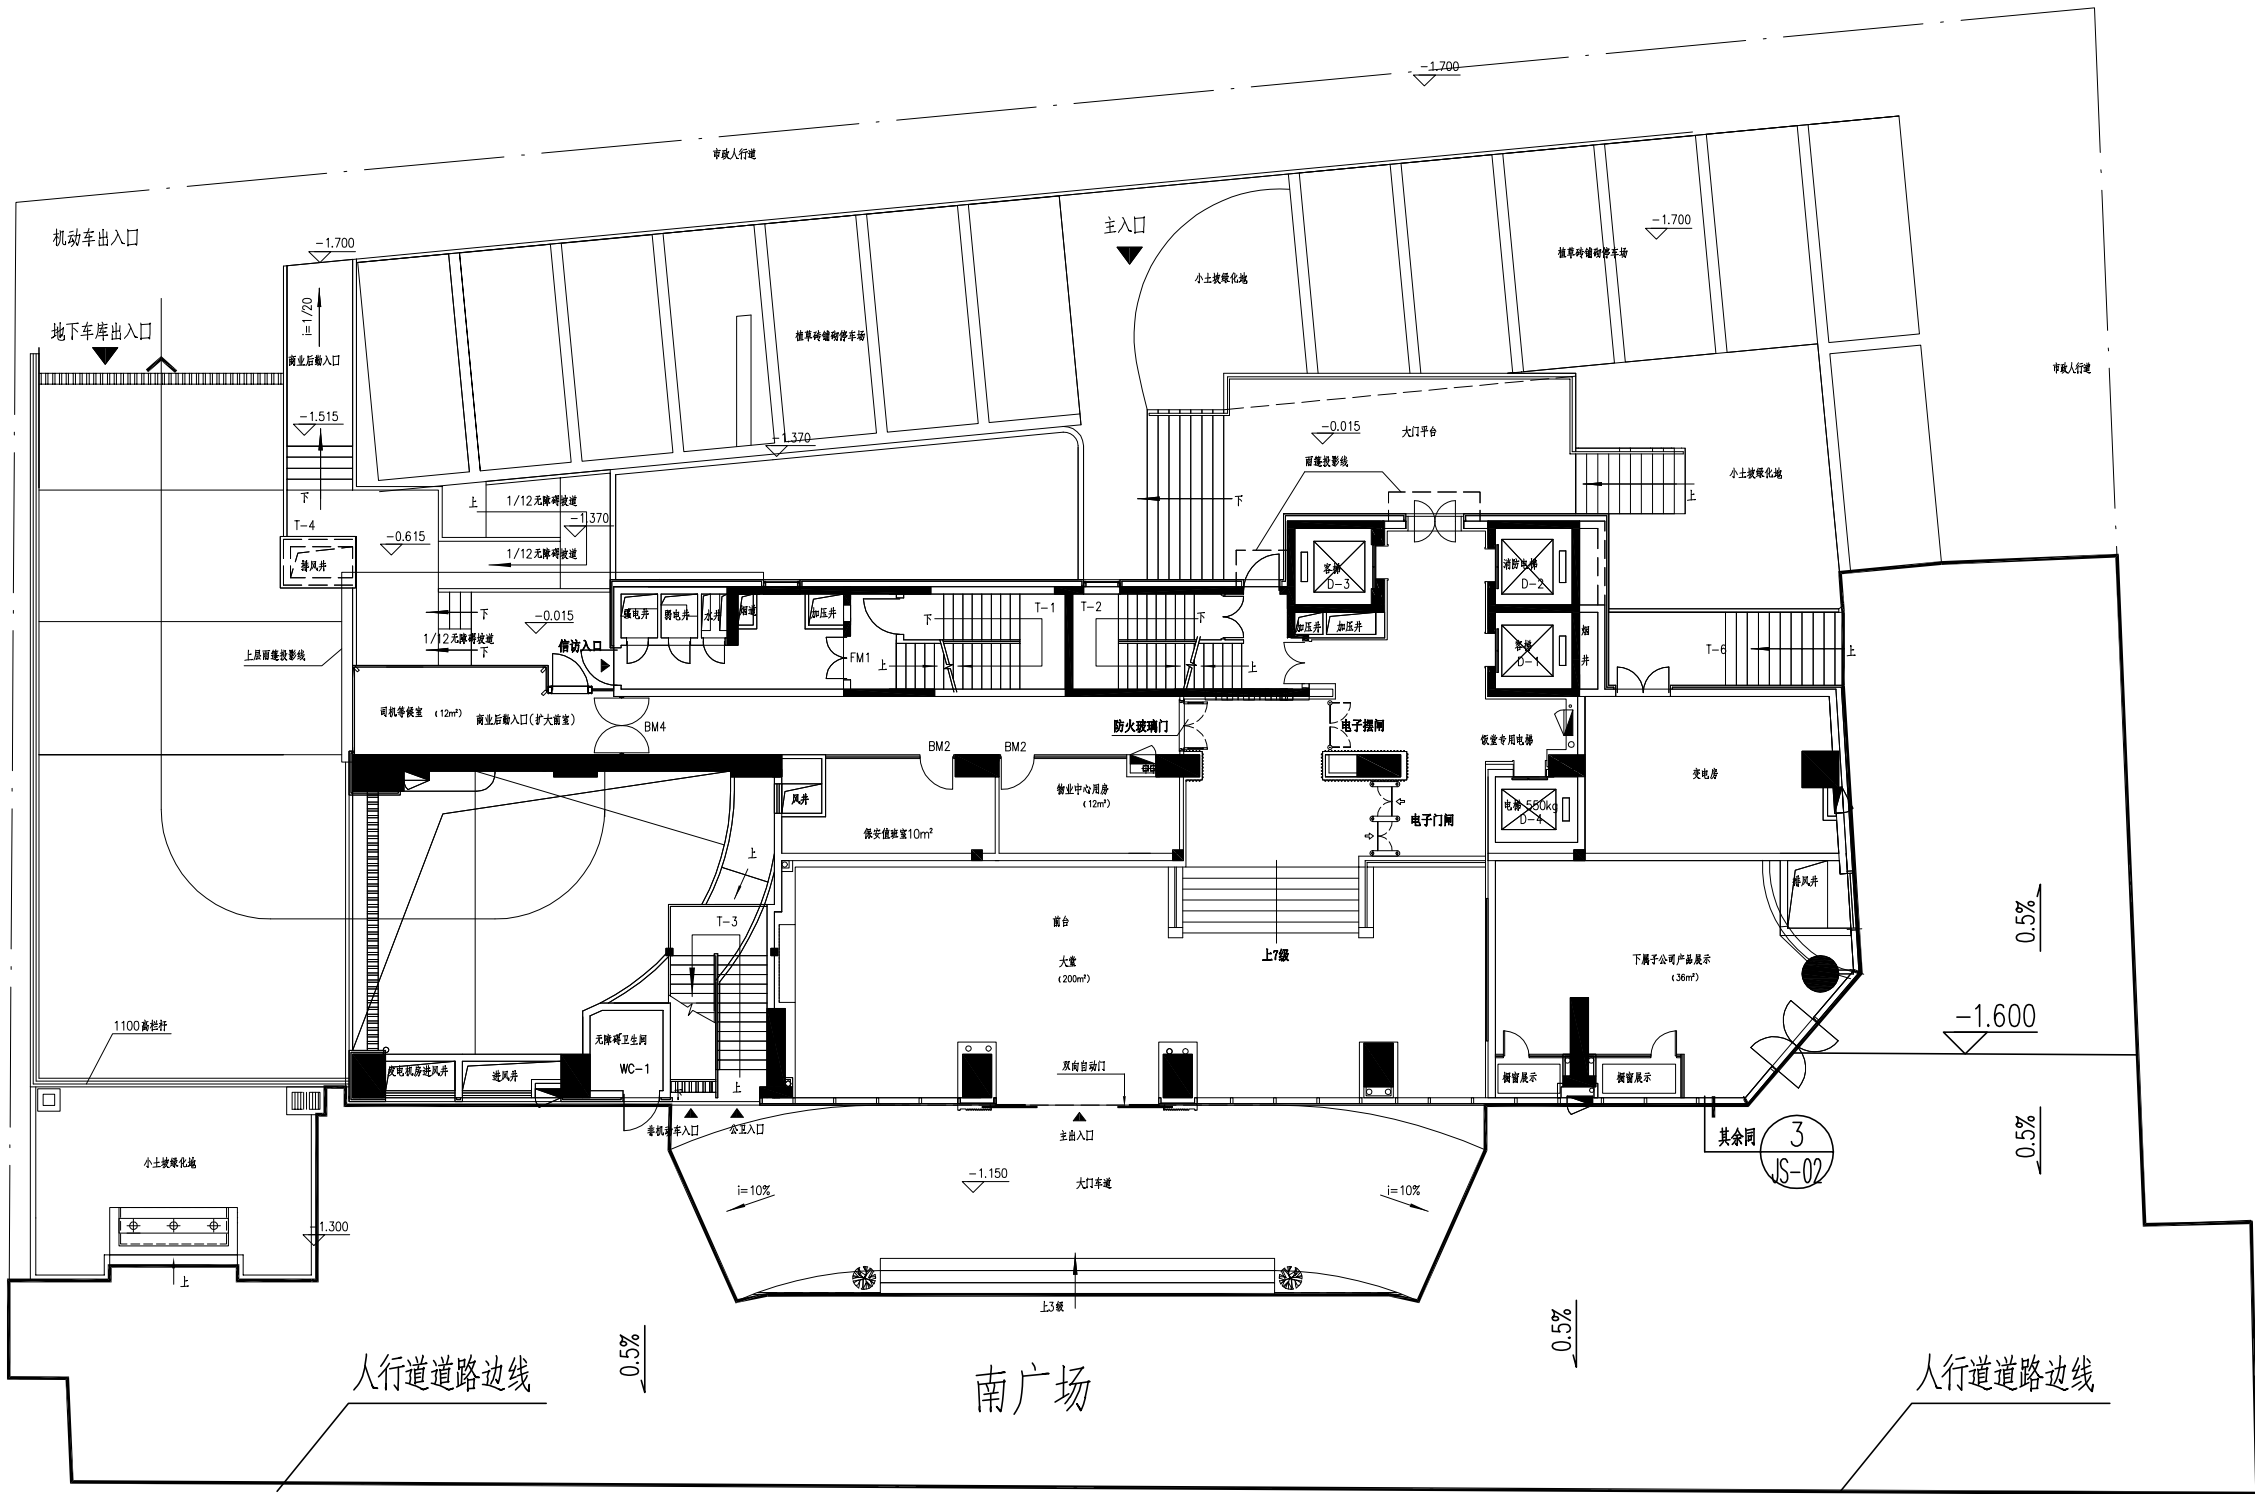 -1.700
市政人行道
机动车出入口
-1.700
主入口
-1.700
植草砖铺砌停车场
小土坡绿化地
i=1/20
地下车库出入口
植草砖铺砌停车场
商业后勤入口
市政人行道
-1.515
-1.370
-0.015
大门平台
雨篷投影线
小土坡绿化地
下
上
1/12无障碍坡道
下
上
T-4
-1.370
-0.615
1/12无障碍坡道
排风井
客梯
D-3
消防电梯
D-2
强电井
弱电井
水井
烟道
加压井
T-1
T-2
下
下
-0.015
下
1/12无障碍坡道
下
加压井
加压井
客梯
D-1
烟
井
信访入口
上层雨篷投影线
FM1
上
上
T-6
上
司机等候室
(12m²)
商业后勤入口(扩大前室)
BM4
防火玻璃门
电子摆闸
饭堂专用电梯
BM2
BM2
变电房
风井
物业中心用房
(12m²)
电梯 550kg
D-4
保安值班室10m²
电子门闸
上
排风井
T-3
前台
0.5%
上7级
大堂
(200m²)
下属子公司产品展示
(36m²)
1100高栏杆
-1.600
无障碍卫生间
WC-1
变电机房进风井
进风井
双向自动门
橱窗展示
橱窗展示
下
上
非机动车入口
公卫入口
主出入口
其余同
3
JS-02
0.5%
小土坡绿化地
-1.150
大门车道
i=10%
i=10%
-1.300
上
上3级
0.5%
0.5%
人行道道路边线
南广场
人行道道路边线